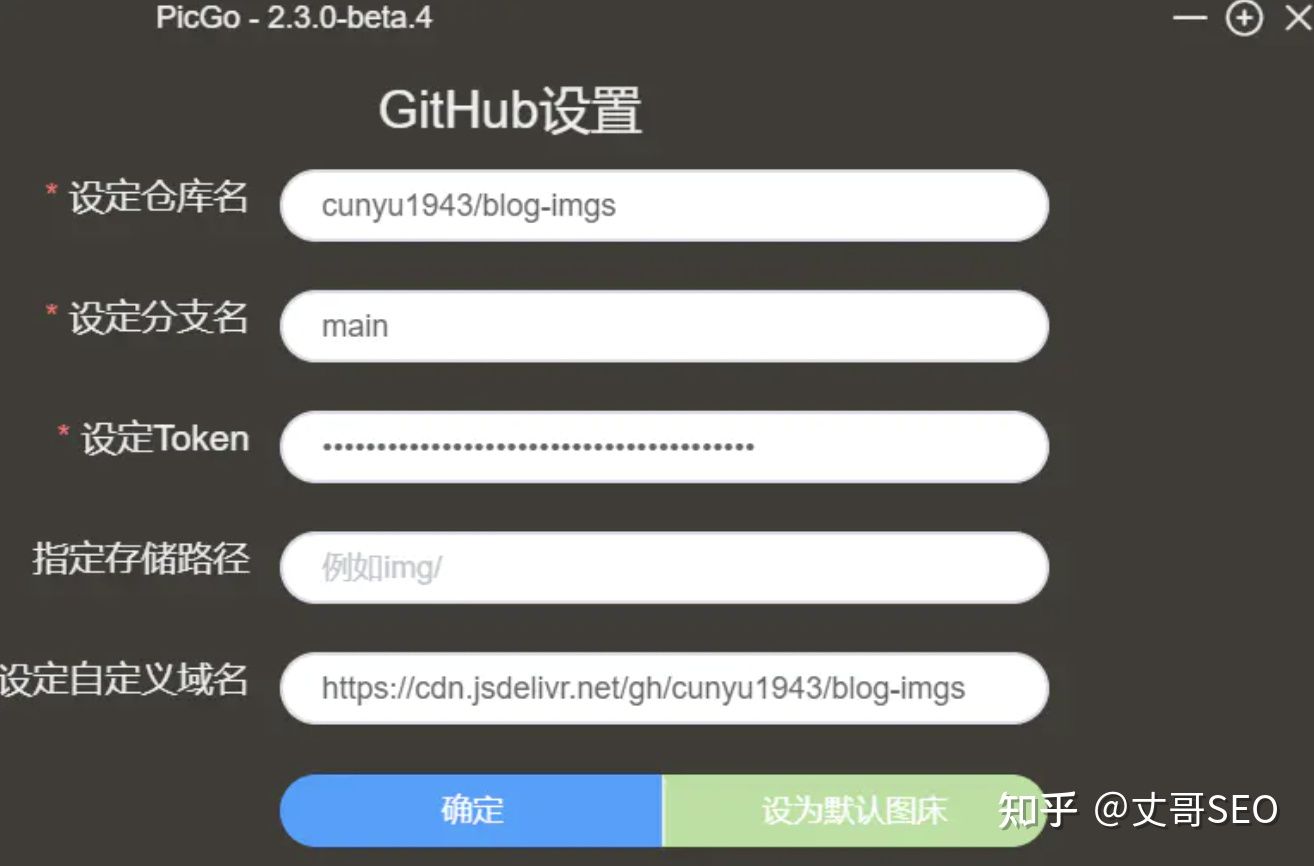 PicGo - 2.3.0-beta.4
GitHub设置
* 设定仓库名 cunyu1943/blog-imgs
* 设定分支名 main
* 设定Token ••••••••••••••••••••••••••••••••••••••••
指定存储路径 例如img/
设定自定义域名 https://cdn.jsdelivr.net/gh/cunyu1943/blog-imgs
确定 设为默认图床
知乎 @丈哥SEO